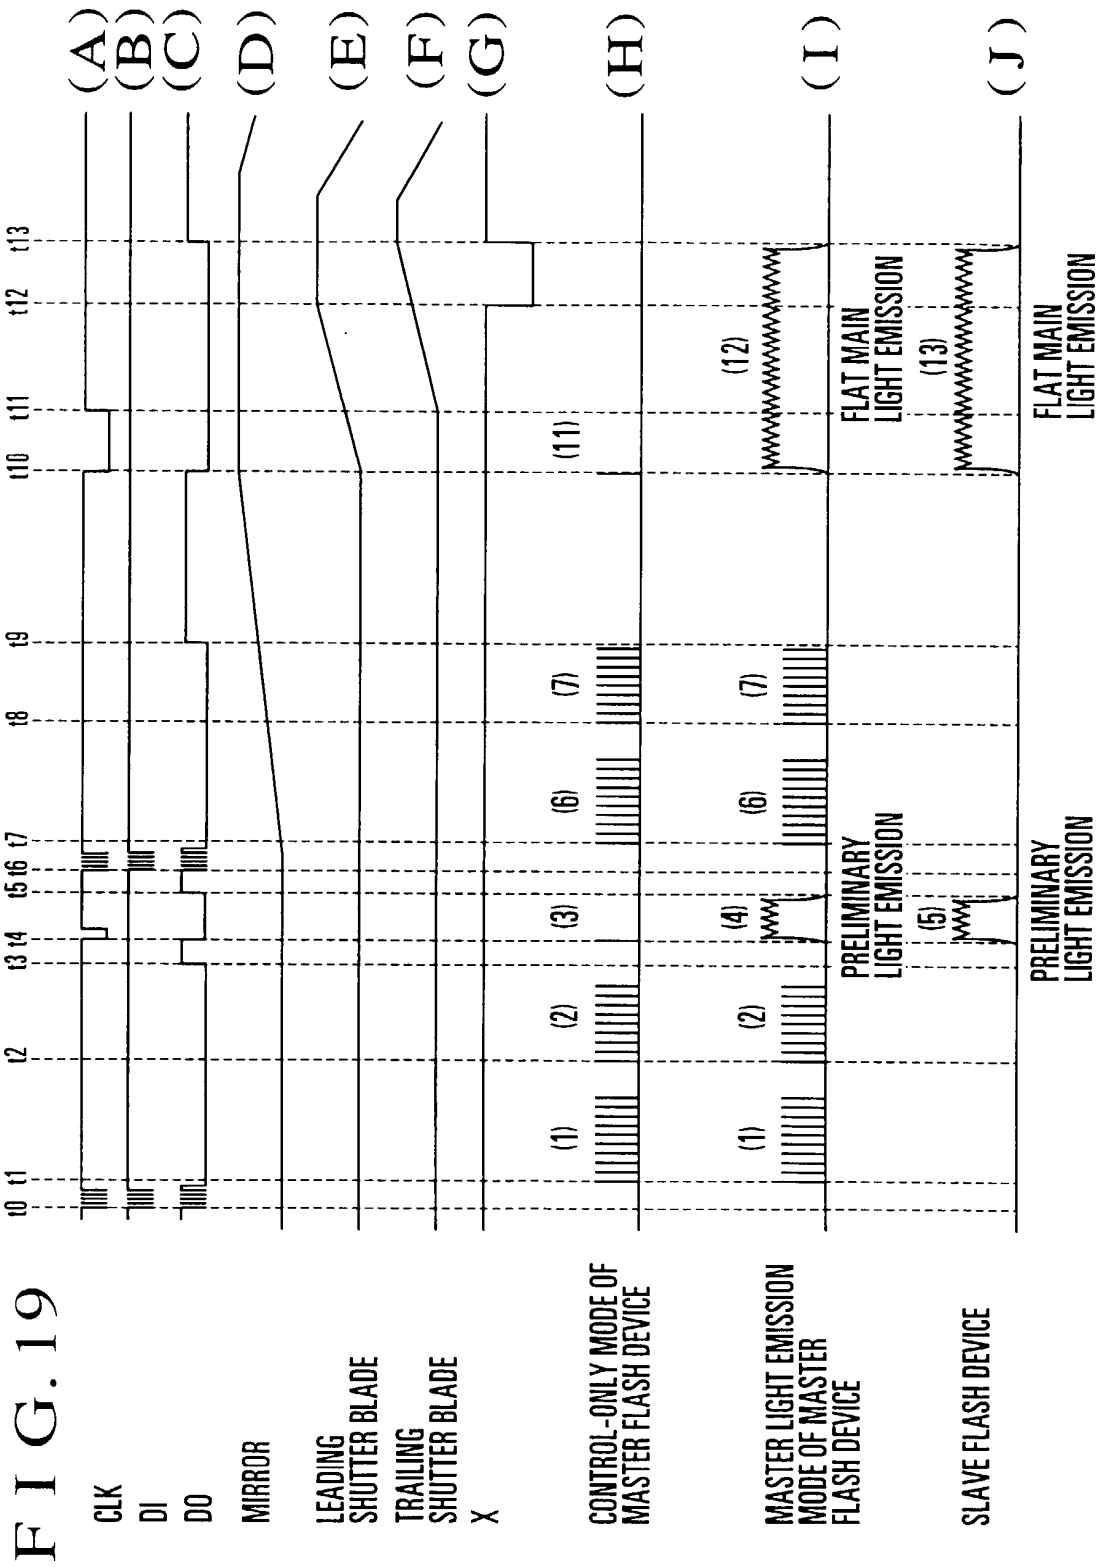 FIG. 19
t0 t1 t2 t3 t4 t5 t6 t7 t8 t9 t10 t11 t12 t13
CLK (A)
DI (B)
DO (C)
MIRROR (D)
LEADING
SHUTTER BLADE (E)
TRAILING
SHUTTER BLADE (F)
X (G)
CONTROL-ONLY MODE OF
MASTER FLASH DEVICE
(1) (2) (3) (6) (7) (11) (H)
MASTER LIGHT EMISSION
MODE OF MASTER
FLASH DEVICE
(1) (2) (4) (6) (7) (12) (I)
PRELIMINARY
LIGHT EMISSION
FLAT MAIN
LIGHT EMISSION
SLAVE FLASH DEVICE
(5) (13) (J)
PRELIMINARY
LIGHT EMISSION
FLAT MAIN
LIGHT EMISSION